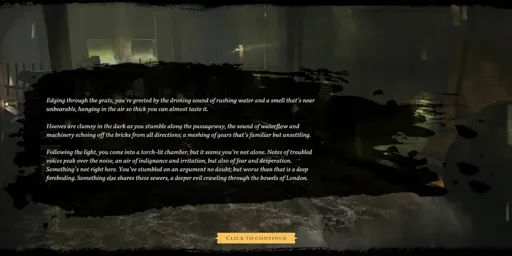 Edging through the grate, you're greeted by the droning sound of rushing water and a smell that's near
unbearable, hanging in the air so thick you can almost taste it.
Hooves are clumsy in the dark as you stumble along the passageway, the sound of waterflow and
machinery echoing off the bricks from all directions; a meshing of gears that's familiar but unsettling.
Following the light, you come into a torch-lit chamber, but it seems you're not alone. Notes of troubled
voices peak over the noise, an air of indignance and irritation, but also of fear and desperation.
Something's not right here. You've stumbled on an argument no doubt; but worse than that is a deep
foreboding. Something else shares these sewers, a deeper evil crawling through the bowels of London.
Click to continue